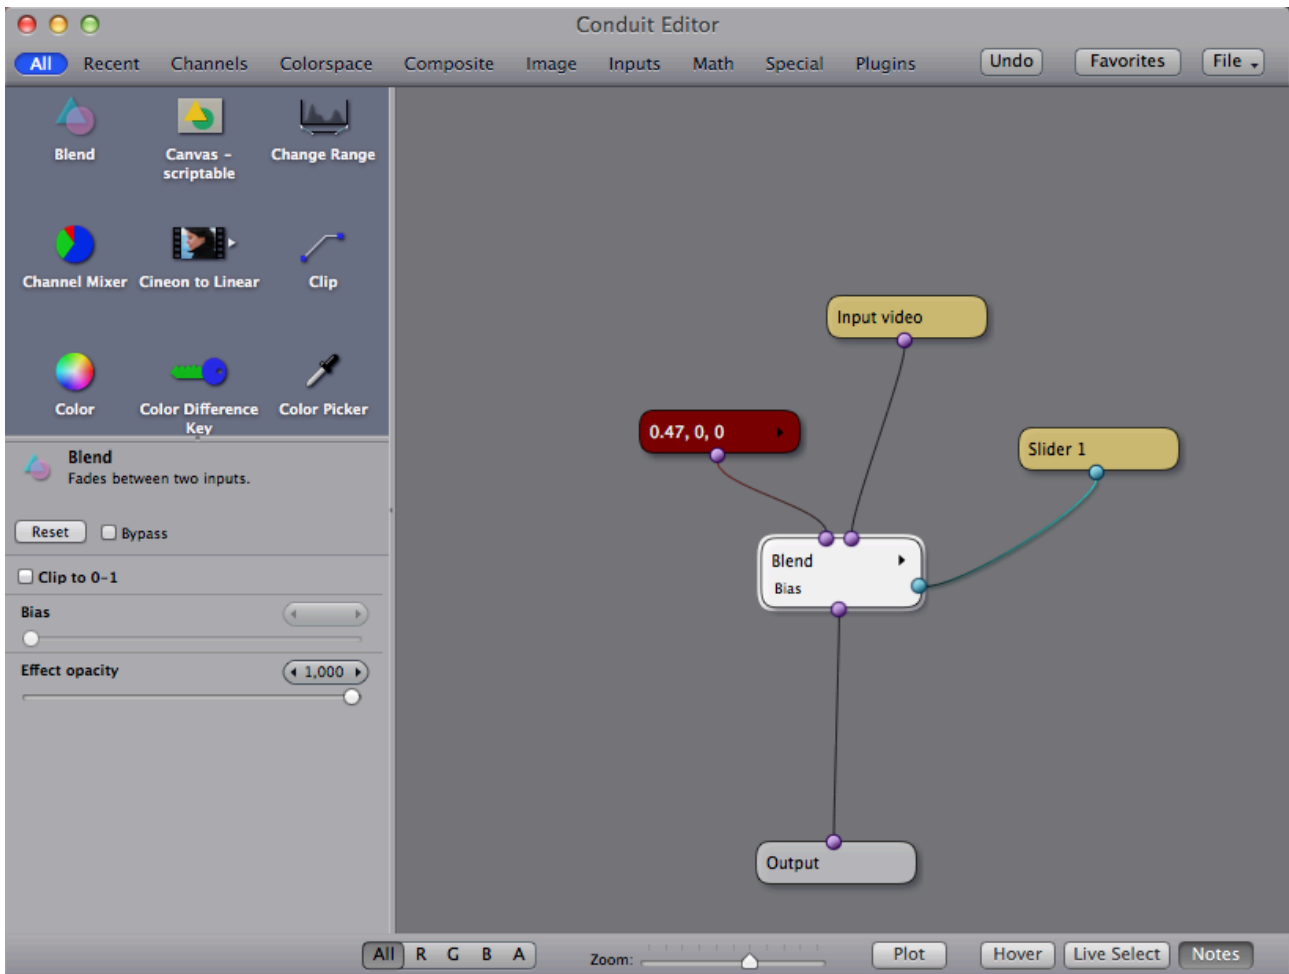 Conduit Editor
All Recent Channels Colorspace Composite Image Inputs Math Special Plugins Undo Favorites File
Blend
Canvas – scriptable
Change Range
Channel Mixer
Cineon to Linear
Clip
Color
Color Difference Key
Color Picker
Blend
Fades between two inputs.
Reset Bypass
Clip to 0–1
Bias
Effect opacity 1,000
Input video
0.47, 0, 0
Slider 1
Blend
Bias
Output
All R G B A Zoom: Plot Hover Live Select Notes